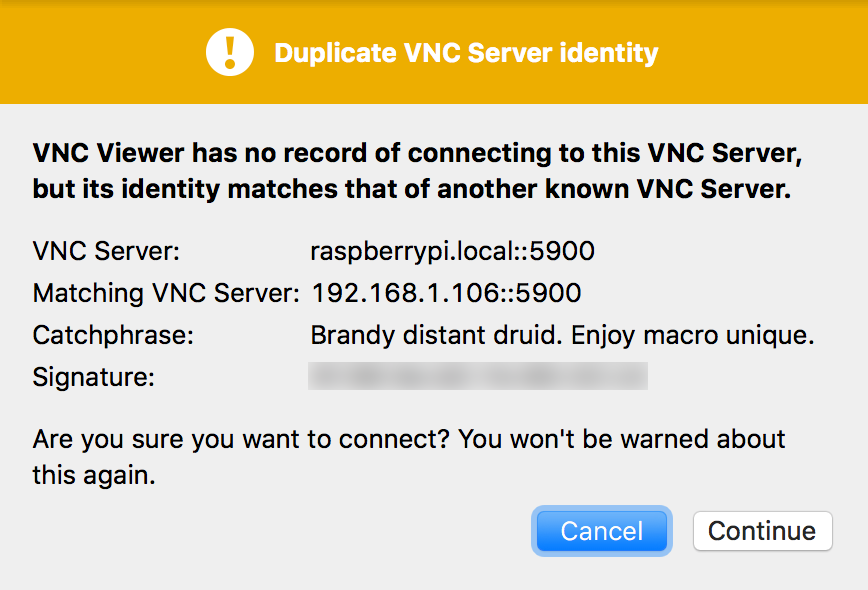 Duplicate VNC Server identity
VNC Viewer has no record of connecting to this VNC Server,
but its identity matches that of another known VNC Server.
VNC Server: raspberrypi.local::5900
Matching VNC Server: 192.168.1.106::5900
Catchphrase: Brandy distant druid. Enjoy macro unique.
Signature:
Are you sure you want to connect? You won't be warned about
this again.
Cancel Continue